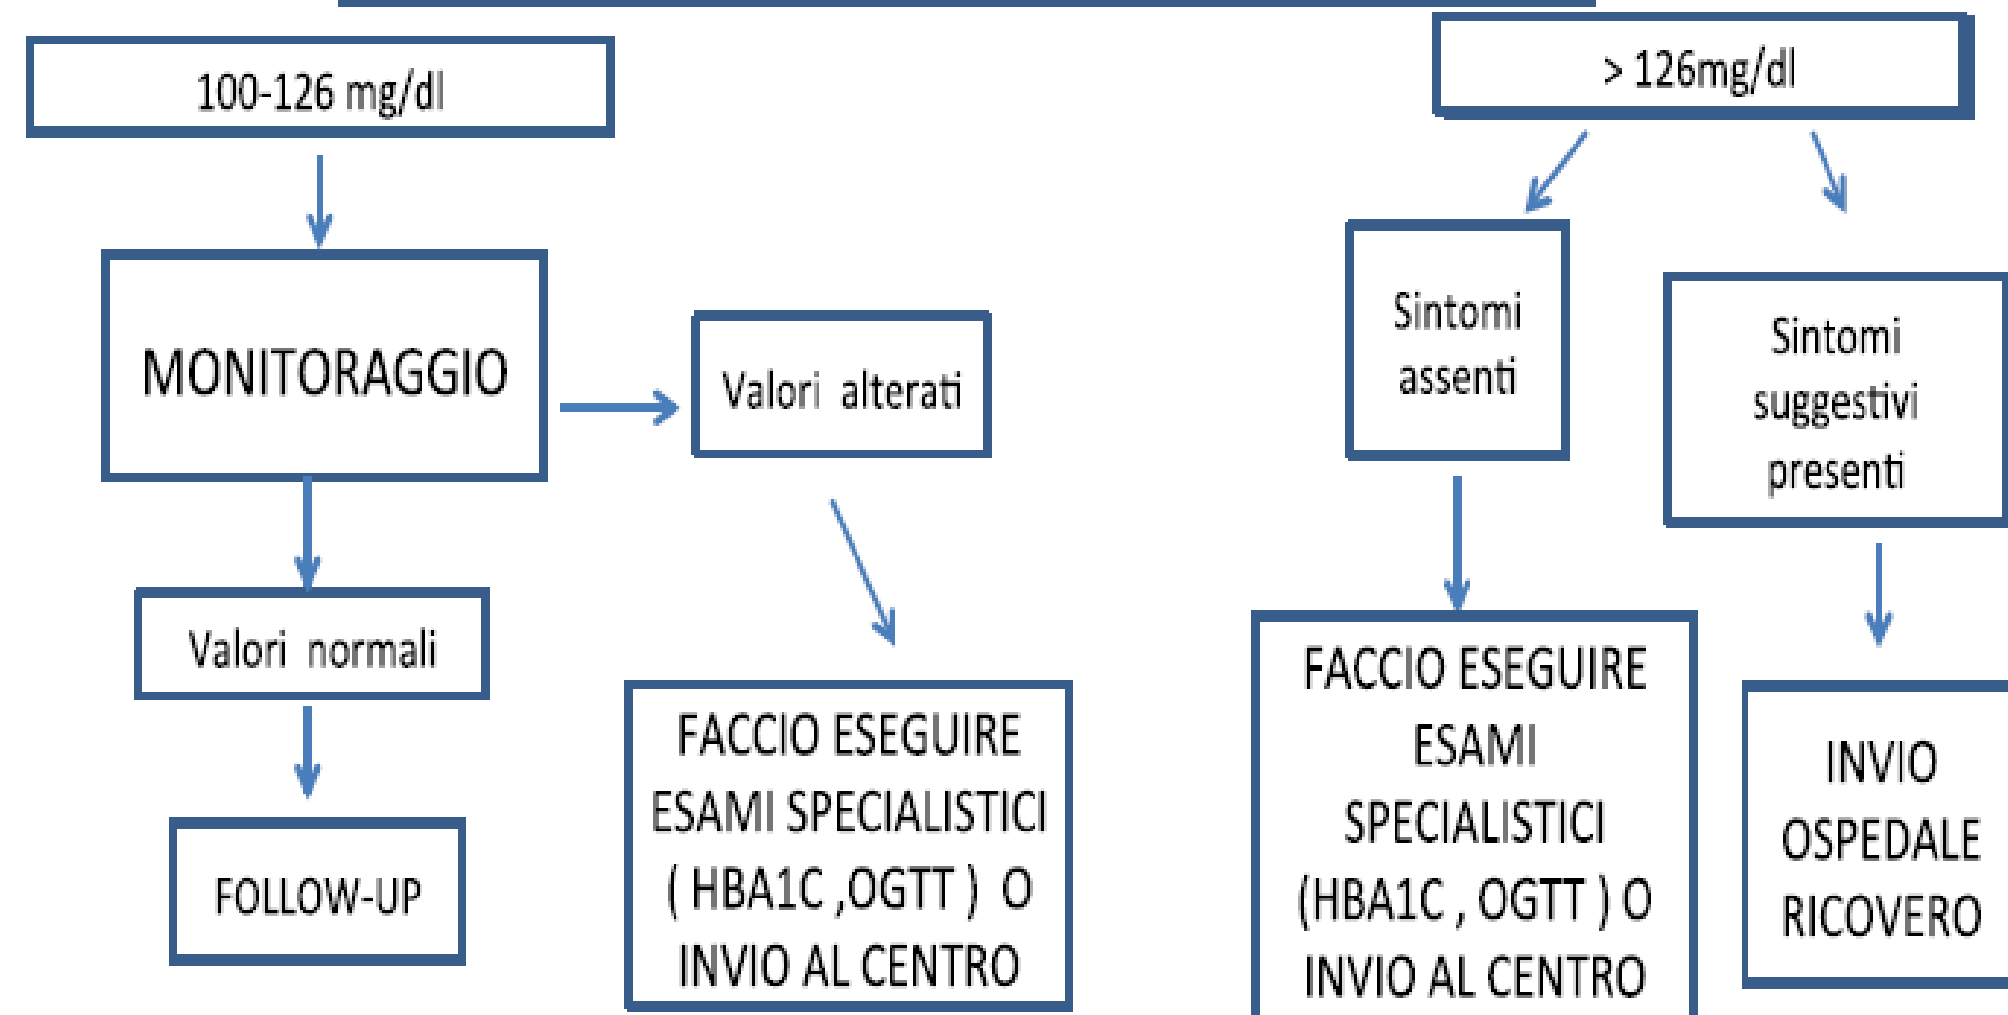 100-126 mg/dl
> 126mg/dl
MONITORAGGIO
Valori alterati
Sintomi
assenti
Sintomi
suggestivi
presenti
Valori normali
FOLLOW-UP
FACCIO ESEGUIRE
ESAMI SPECIALISTICI
( HBA1C ,OGTT ) O
INVIO AL CENTRO
FACCIO ESEGUIRE
ESAMI
SPECIALISTICI
(HBA1C , OGTT ) O
INVIO AL CENTRO
INVIO
OSPEDALE
RICOVERO